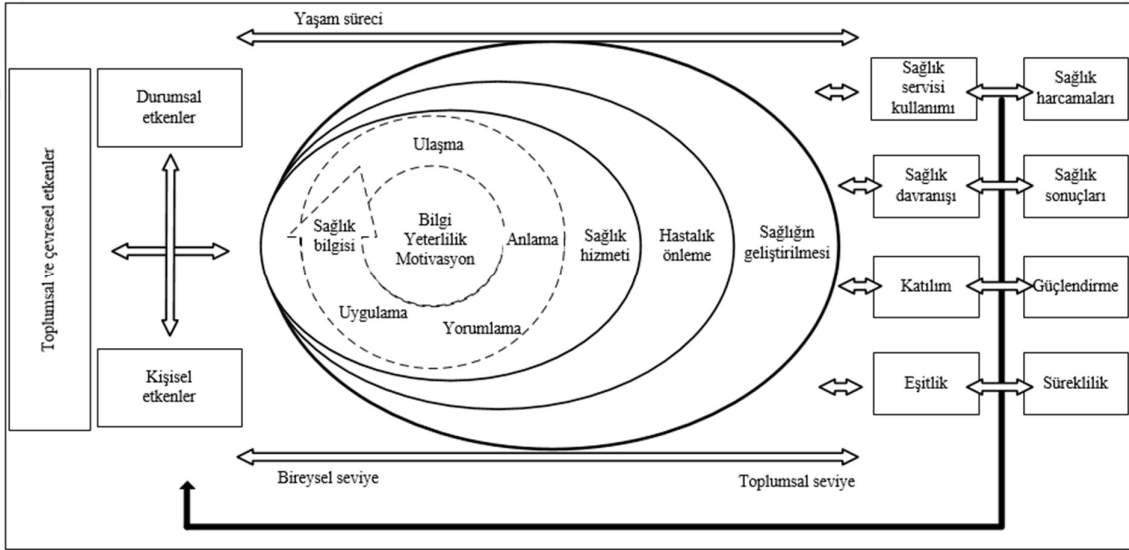 Yaşam süreci
Toplumsal ve çevresel etkenler
Durumsal
etkenler
Kişisel
etkenler
Ulaşma
Sağlık
bilgisi
Bilgi
Yeterlilik
Motivasyon
Anlama
Uygulama
Yorumlama
Sağlık
hizmeti
Hastalık
önleme
Sağlığın
geliştirilmesi
Sağlık
servisi
kullanımı
Sağlık
harcamaları
Sağlık
davranışı
Sağlık
sonuçları
Katılım
Güçlendirme
Eşitlik
Süreklilik
Bireysel seviye
Toplumsal seviye